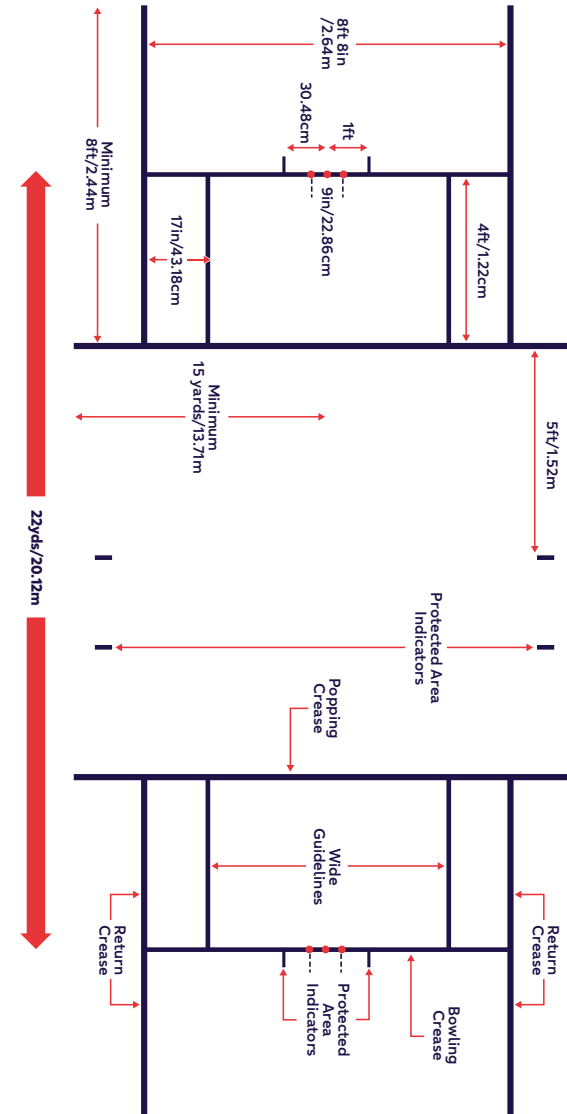 8ft 8in
/2.64m
30.48cm
1ft
Minimum
8ft/2.44m
9in/22.86cm
17in/43.18cm
4ft/1.22cm
Minimum
15 yards/13.71m
5ft/1.52m
22yds/20.12m
Protected Area
Indicators
Popping
Crease
Wide
Guidelines
Return
Crease
Return
Crease
Protected
Area
Indicators
Bowling
Crease